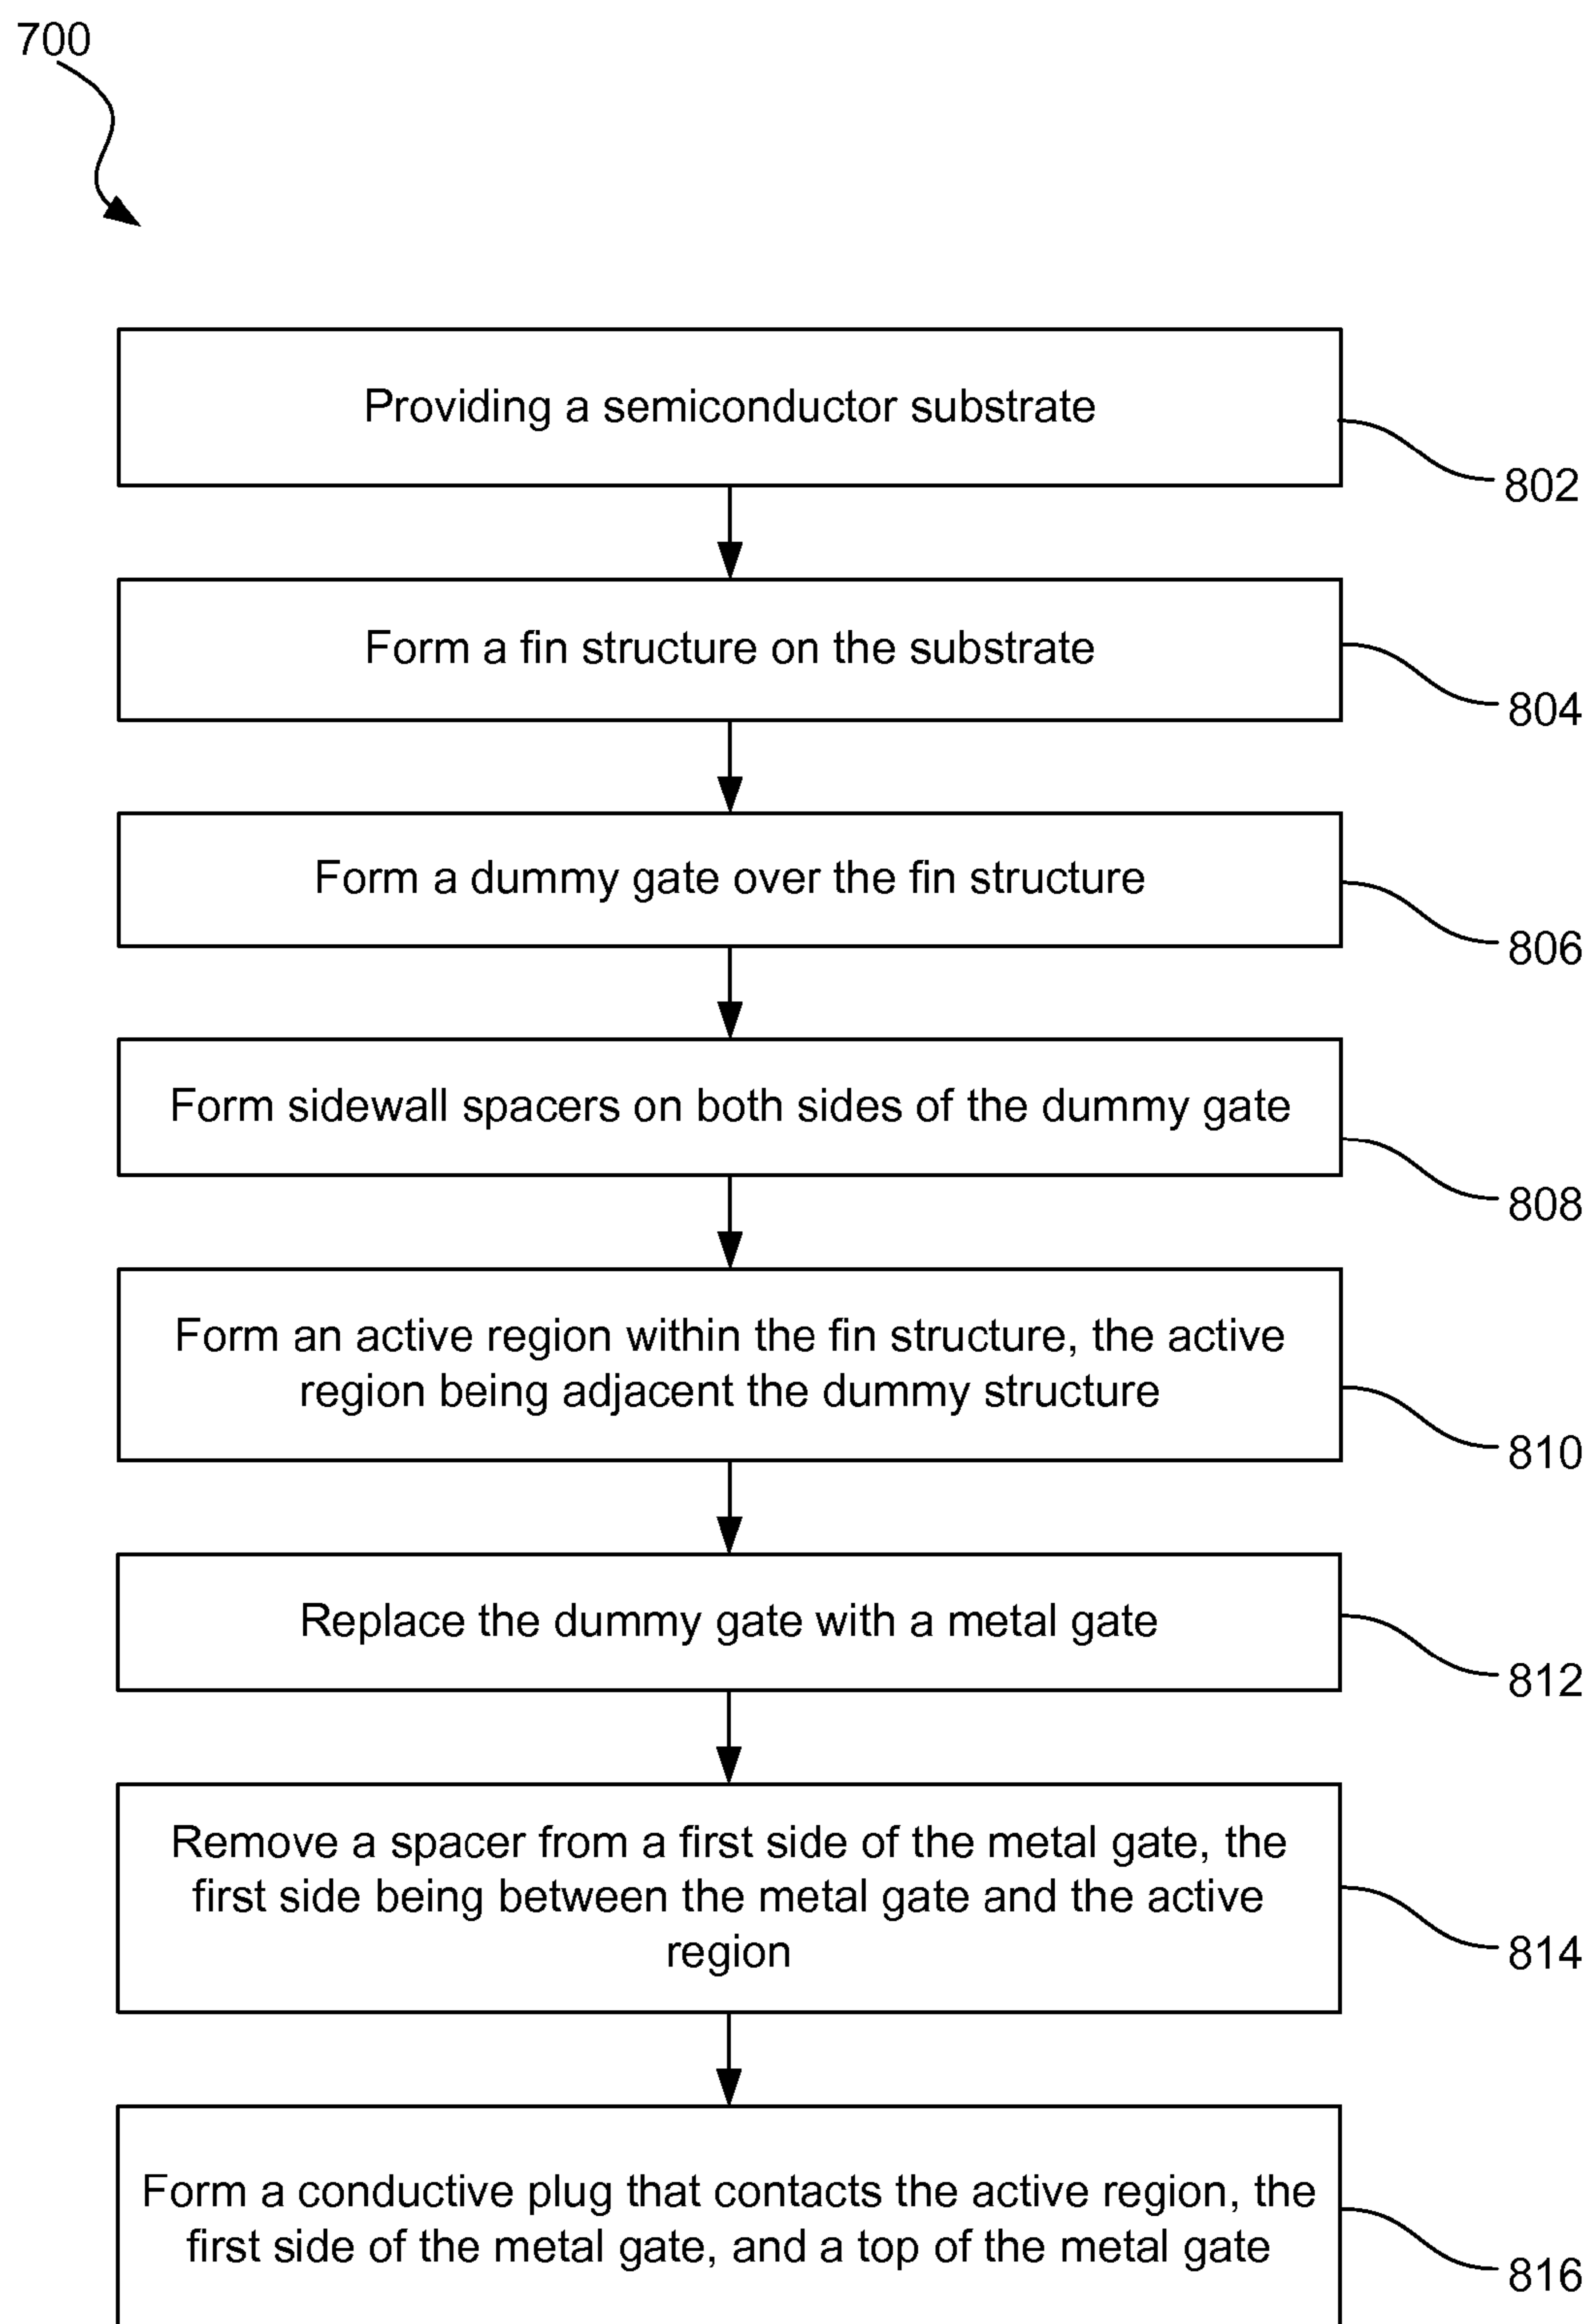 700
Providing a semiconductor substrate
802
Form a fin structure on the substrate
804
Form a dummy gate over the fin structure
806
Form sidewall spacers on both sides of the dummy gate
808
Form an active region within the fin structure, the active
region being adjacent the dummy structure
810
Replace the dummy gate with a metal gate
812
Remove a spacer from a first side of the metal gate, the
first side being between the metal gate and the active
region
814
Form a conductive plug that contacts the active region, the
first side of the metal gate, and a top of the metal gate
816